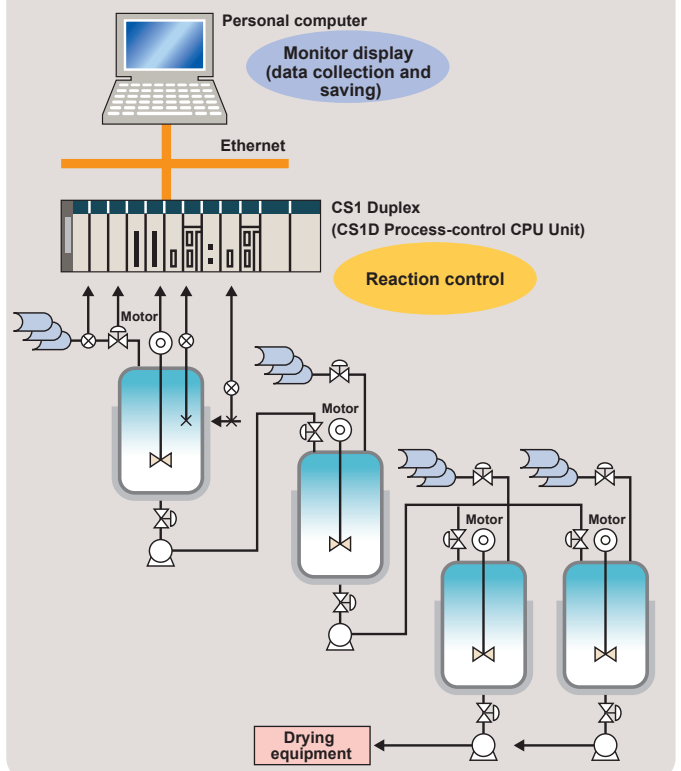 Personal computer
Monitor display
(data collection and
saving)
Ethernet
CS1 Duplex
(CS1D Process-control CPU Unit)
Reaction control
Motor
Motor
Motor
Motor
Drying
equipment